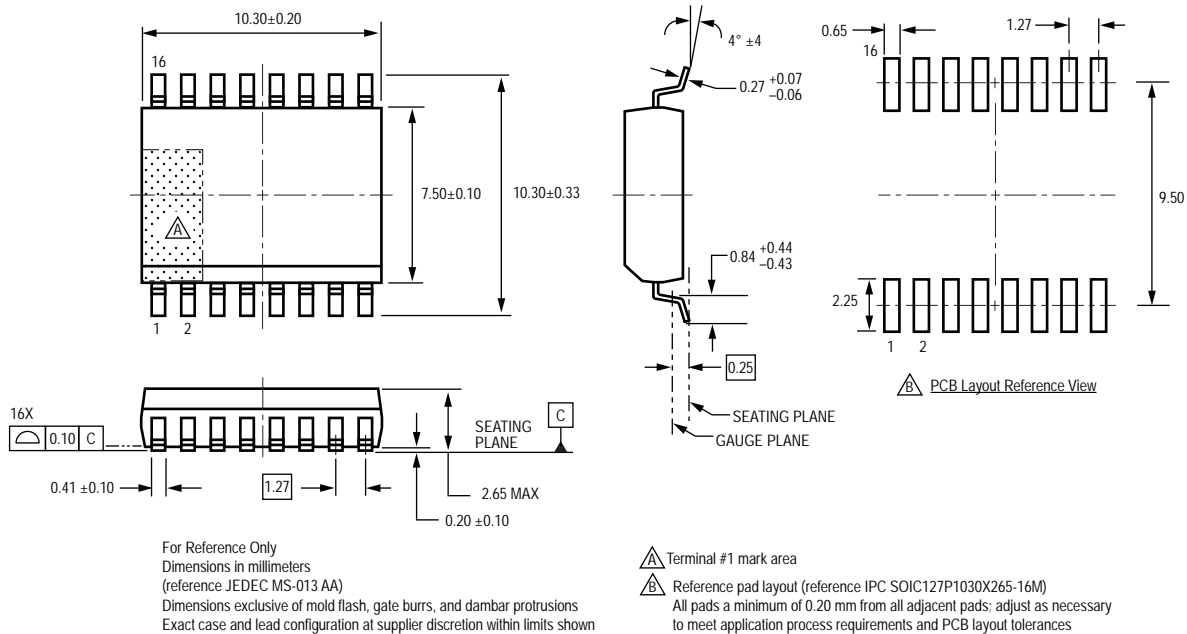 10.30±0.20
16
7.50±0.10
10.30±0.33
A
1 2
4° ±4
0.27 +0.07
–0.06
0.84 +0.44
–0.43
0.25
SEATING PLANE
GAUGE PLANE
0.65
1.27
16
9.50
2.25
1 2
B PCB Layout Reference View
16X
0.10 C
SEATING
PLANE
C
0.41 ±0.10
1.27
2.65 MAX
0.20 ±0.10
For Reference Only
Dimensions in millimeters
(reference JEDEC MS-013 AA)
Dimensions exclusive of mold flash, gate burrs, and dambar protrusions
Exact case and lead configuration at supplier discretion within limits shown
A Terminal #1 mark area
B Reference pad layout (reference IPC SOIC127P1030X265-16M)
All pads a minimum of 0.20 mm from all adjacent pads; adjust as necessary
to meet application process requirements and PCB layout tolerances